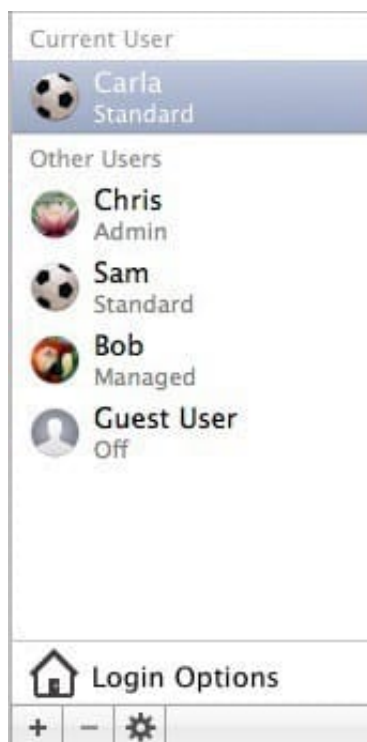 Current User
Carla
Standard
Other Users
Chris
Admin
Sam
Standard
Bob
Managed
Guest User
Off
Login Options
+ −